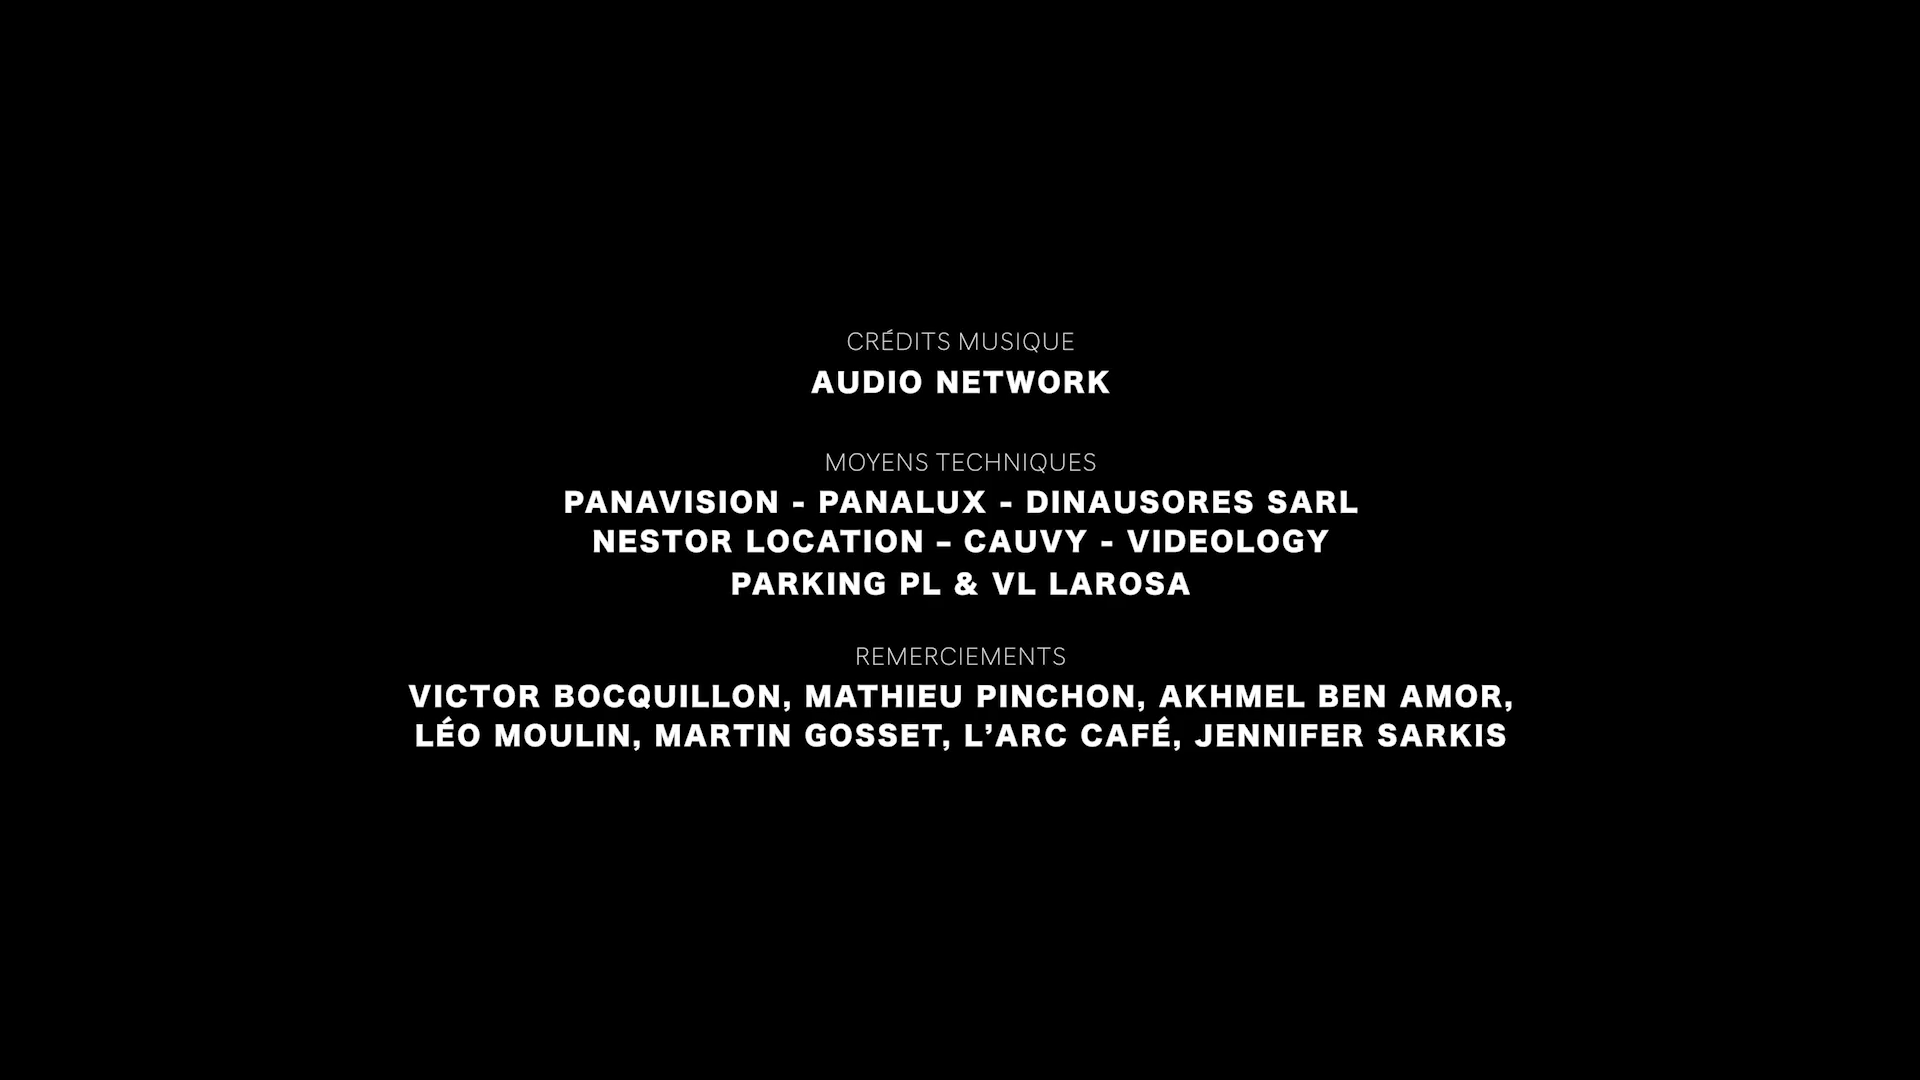 CRÉDITS MUSIQUE
AUDIO NETWORK
MOYENS TECHNIQUES
PANAVISION - PANALUX - DINAUSORES SARL
NESTOR LOCATION – CAUVY - VIDEOLOGY
PARKING PL & VL LAROSA
REMERCIEMENTS
VICTOR BOCQUILLON, MATHIEU PINCHON, AKHMEL BEN AMOR,
LÉO MOULIN, MARTIN GOSSET, L’ARC CAFÉ, JENNIFER SARKIS